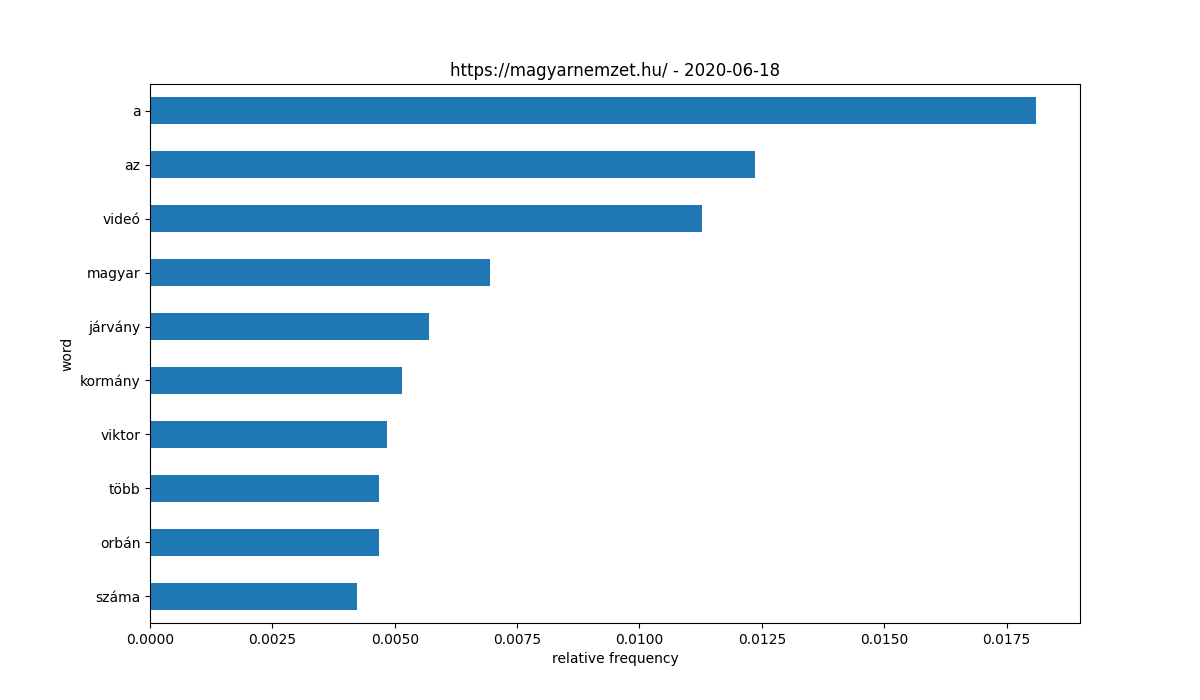 https://magyarnemzet.hu/ - 2020-06-18
a
az
videó
magyar
járvány
kormány
viktor
több
orbán
száma
word
0.0000 0.0025 0.0050 0.0075 0.0100 0.0125 0.0150 0.0175
relative frequency